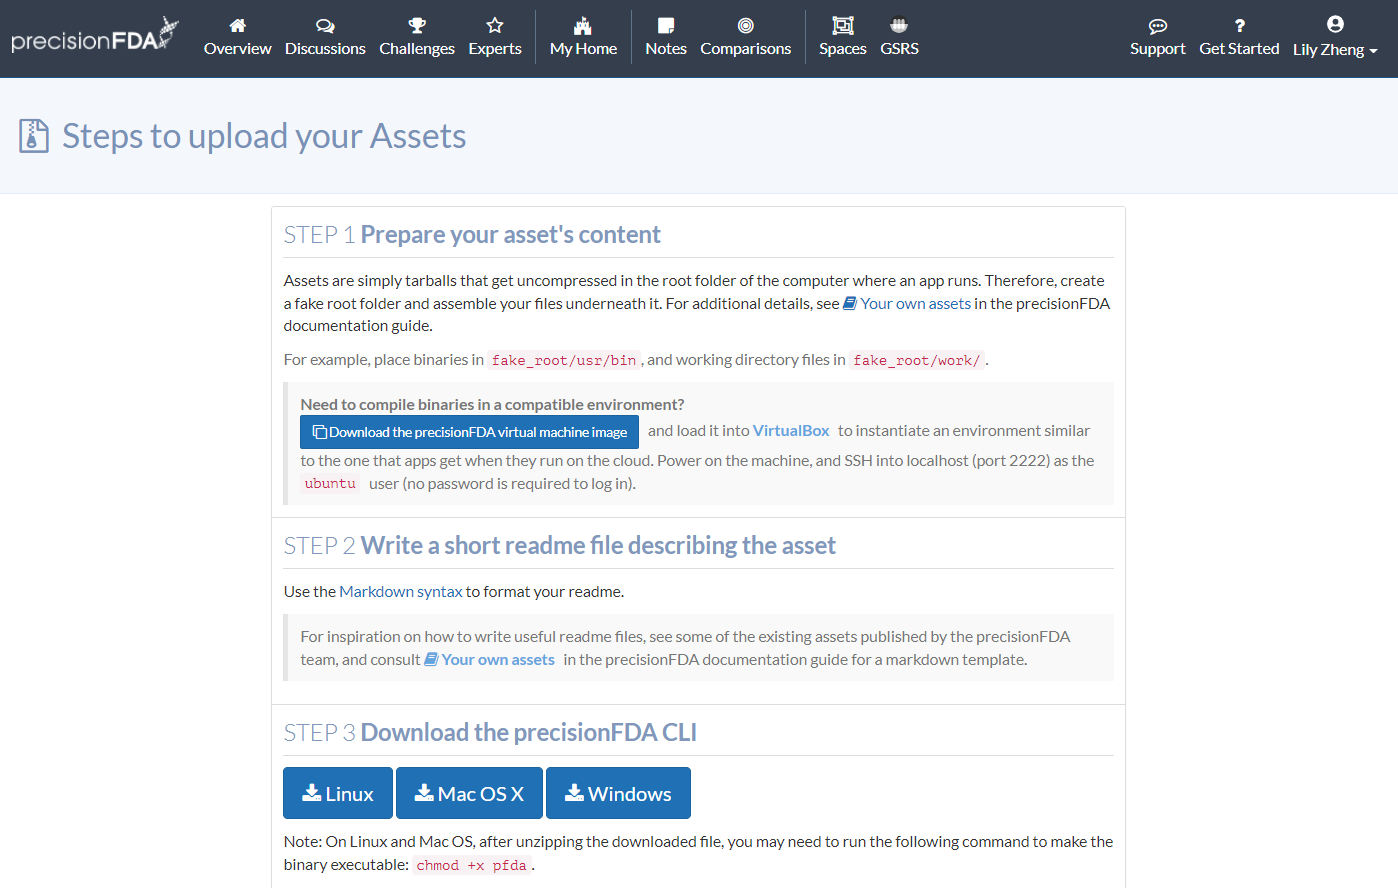 precisionFDA
Overview Discussions Challenges Experts My Home Notes Comparisons Spaces GSRS Support Get Started Lily Zheng
Steps to upload your Assets
STEP 1 Prepare your asset's content
Assets are simply tarballs that get uncompressed in the root folder of the computer where an app runs. Therefore, create
a fake root folder and assemble your files underneath it. For additional details, see Your own assets in the precisionFDA
documentation guide.
For example, place binaries in fake_root/usr/bin , and working directory files in fake_root/work/ .
Need to compile binaries in a compatible environment?
Download the precisionFDA virtual machine image and load it into VirtualBox to instantiate an environment similar
to the one that apps get when they run on the cloud. Power on the machine, and SSH into localhost (port 2222) as the
ubuntu user (no password is required to log in).
STEP 2 Write a short readme file describing the asset
Use the Markdown syntax to format your readme.
For inspiration on how to write useful readme files, see some of the existing assets published by the precisionFDA
team, and consult Your own assets in the precisionFDA documentation guide for a markdown template.
STEP 3 Download the precisionFDA CLI
Linux Mac OS X Windows
Note: On Linux and Mac OS, after unzipping the downloaded file, you may need to run the following command to make the
binary executable: chmod +x pfda .